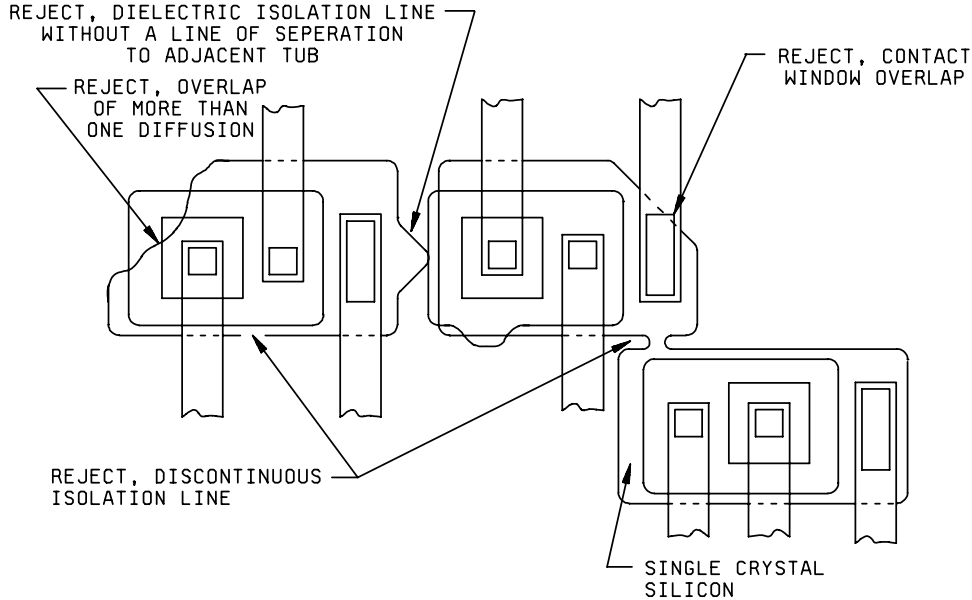 REJECT, DIELECTRIC ISOLATION LINE
WITHOUT A LINE OF SEPERATION
TO ADJACENT TUB
REJECT, OVERLAP
OF MORE THAN
ONE DIFFUSION
REJECT, CONTACT
WINDOW OVERLAP
REJECT, DISCONTINUOUS
ISOLATION LINE
SINGLE CRYSTAL
SILICON